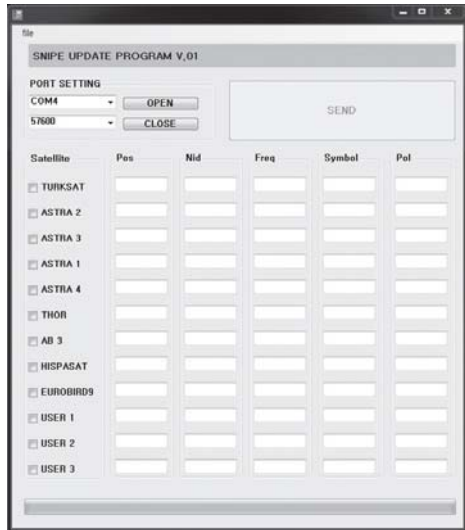 file
SNIPE UPDATE PROGRAM V,01
PORT SETTING
COM4
OPEN
57600
CLOSE
SEND
Satellite Pos Nid Freq Symbol Pol
TURKSAT
ASTRA 2
ASTRA 3
ASTRA 1
ASTRA 4
THOR
AB 3
HISPASAT
EUROBIRD9
USER 1
USER 2
USER 3